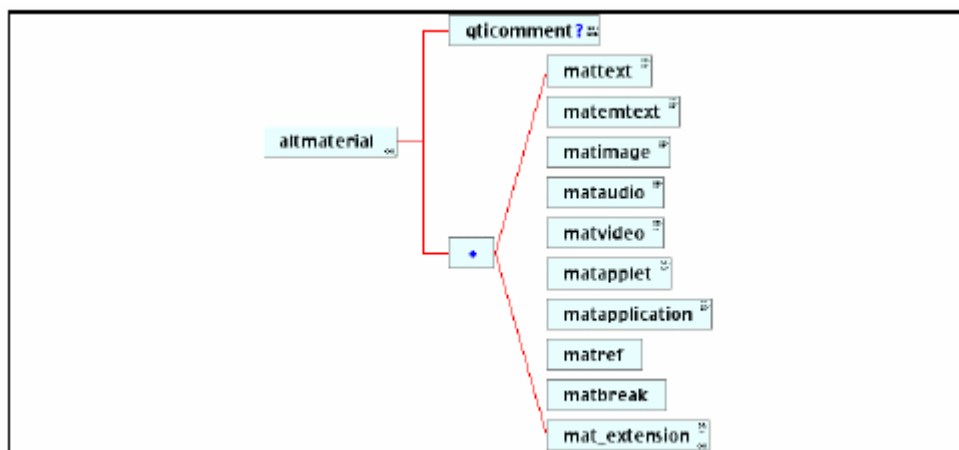 qticomment?
mattext
matemtext
altmaterial
matimage
mataudio
matvideo
matapplet
matapplication
matref
matbreak
mat_extension